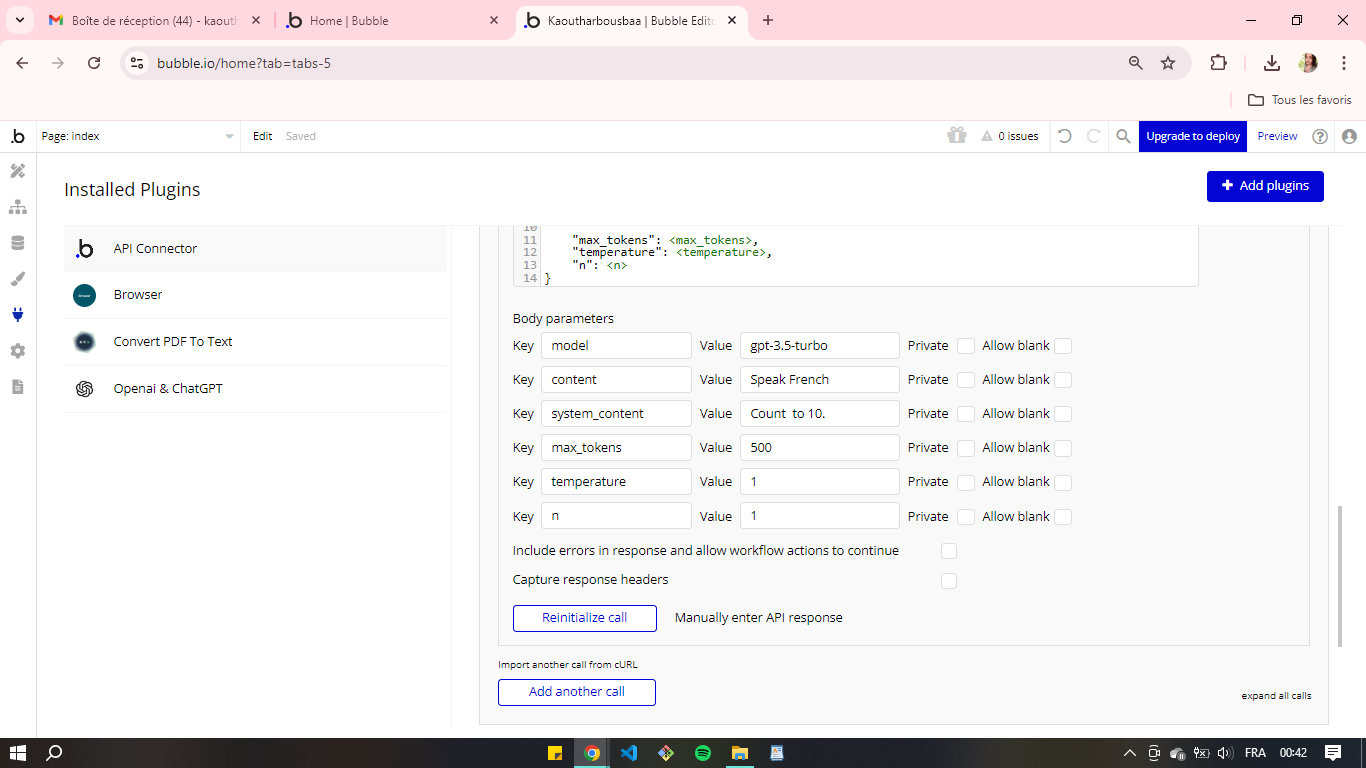 Boîte de réception (44) - kaouth
Home | Bubble
Kaoutharbousbaa | Bubble Edito
bubble.io/home?tab=tabs-5
Tous les favoris
.b Page: index Edit Saved 0 issues Upgrade to deploy Preview ?
Installed Plugins
+ Add plugins
.b API Connector
Browser
Convert PDF To Text
Openai & ChatGPT
10
11 "max_tokens": <max_tokens>,
12 "temperature": <temperature>,
13 "n": <n>
14 }
Body parameters
Key model Value gpt-3.5-turbo Private Allow blank
Key content Value Speak French Private Allow blank
Key system_content Value Count to 10. Private Allow blank
Key max_tokens Value 500 Private Allow blank
Key temperature Value 1 Private Allow blank
Key n Value 1 Private Allow blank
Include errors in response and allow workflow actions to continue
Capture response headers
Reinitialize call Manually enter API response
Import another call from cURL
Add another call
expand all calls
FRA 00:42